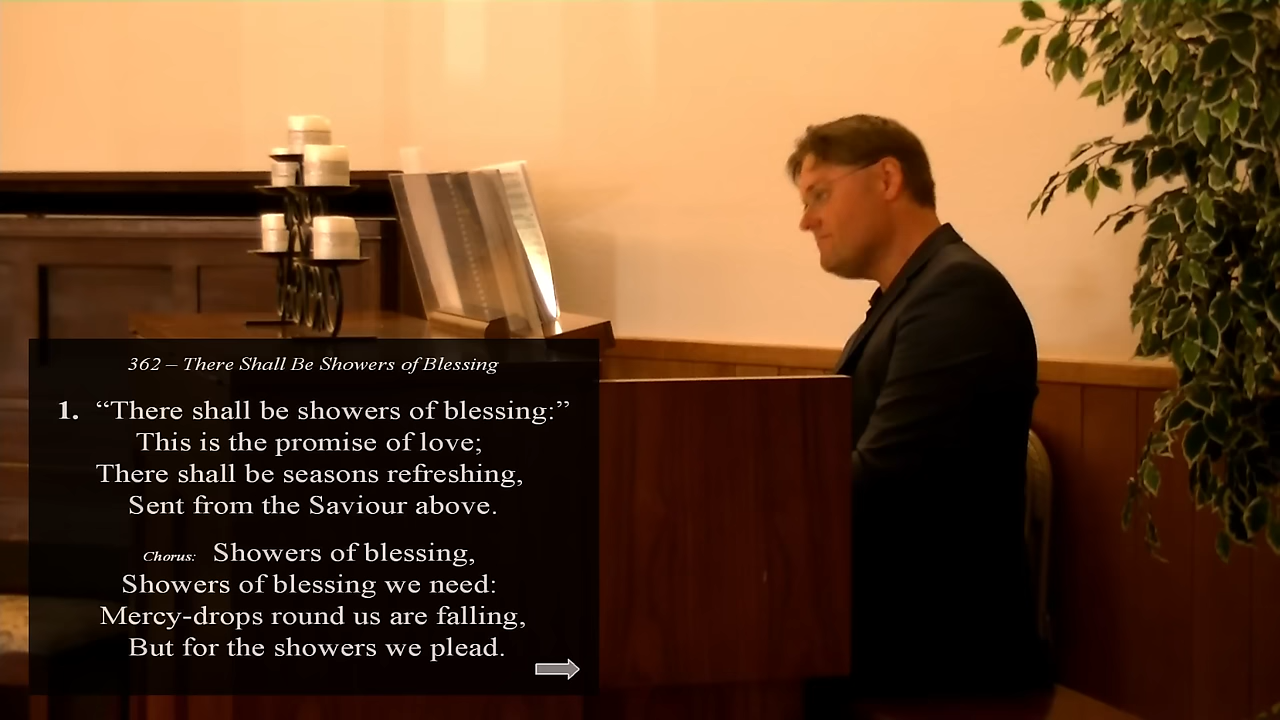 362 – There Shall Be Showers of Blessing
1. “There shall be showers of blessing:”
This is the promise of love;
There shall be seasons refreshing,
Sent from the Saviour above.
Chorus: Showers of blessing,
Showers of blessing we need:
Mercy-drops round us are falling,
But for the showers we plead.